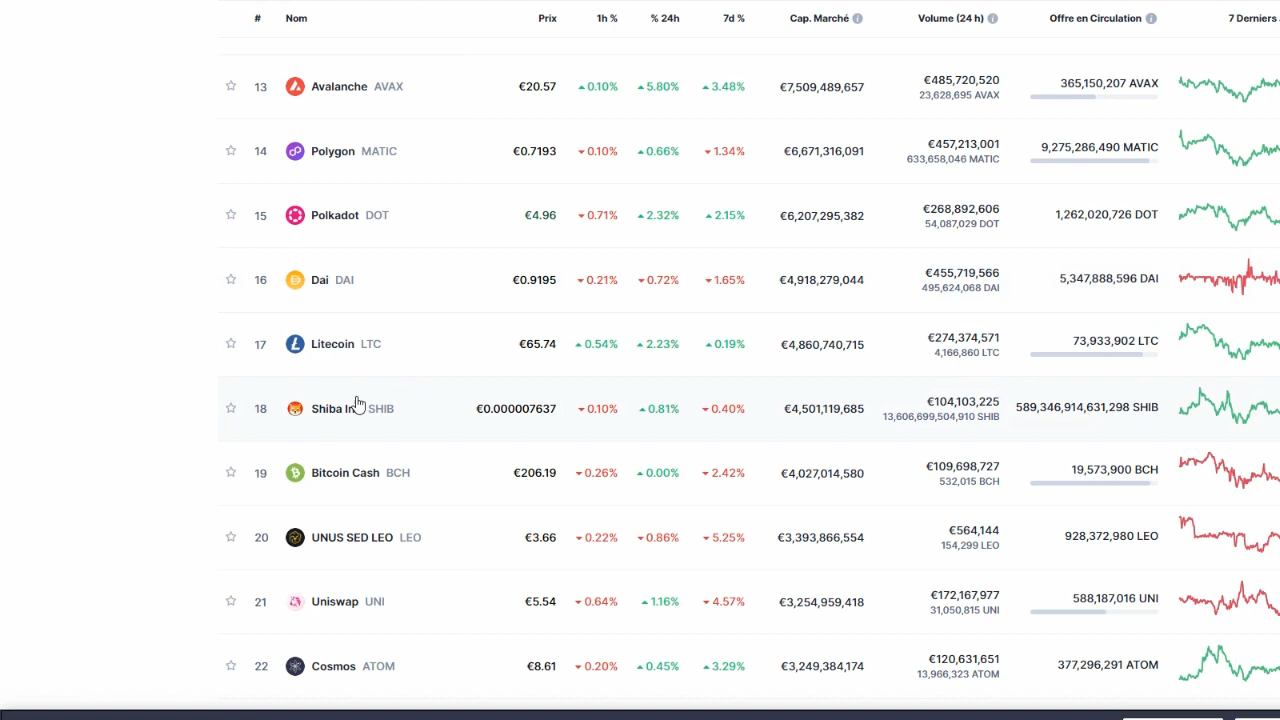 # Nom Prix 1h % % 24h 7d % Cap. Marché Volume (24 h) Offre en Circulation 7 Derniers
13 Avalanche AVAX €20.57 0.10% 5.80% 3.48% €7,509,489,657 €485,720,520 365,150,207 AVAX
23,628,695 AVAX
14 Polygon MATIC €0.7193 0.10% 0.66% 1.34% €6,671,316,091 €457,213,001 9,275,286,490 MATIC
633,658,046 MATIC
15 Polkadot DOT €4.96 0.71% 2.32% 2.15% €6,207,295,382 €268,892,606 1,262,020,726 DOT
54,087,029 DOT
16 Dai DAI €0.9195 0.21% 0.72% 1.65% €4,918,279,044 €455,719,566 5,347,888,596 DAI
495,624,068 DAI
17 Litecoin LTC €65.74 0.54% 2.23% 0.19% €4,860,740,715 €274,374,571 73,933,902 LTC
4,166,860 LTC
18 Shiba SHIB €0.000007637 0.10% 0.81% 0.40% €4,501,119,685 €104,103,225 589,346,914,631,298 SHIB
13,606,699,504,910 SHIB
19 Bitcoin Cash BCH €206.19 0.26% 0.00% 2.42% €4,027,014,580 €109,698,727 19,573,900 BCH
532,015 BCH
20 UNUS SED LEO LEO €3.66 0.22% 0.86% 5.25% €3,393,866,554 €564,144 928,372,980 LEO
154,299 LEO
21 Uniswap UNI €5.54 0.64% 1.16% 4.57% €3,254,959,418 €172,167,977 588,187,016 UNI
31,050,815 UNI
22 Cosmos ATOM €8.61 0.20% 0.45% 3.29% €3,249,384,174 €120,631,651 377,296,291 ATOM
13,966,323 ATOM